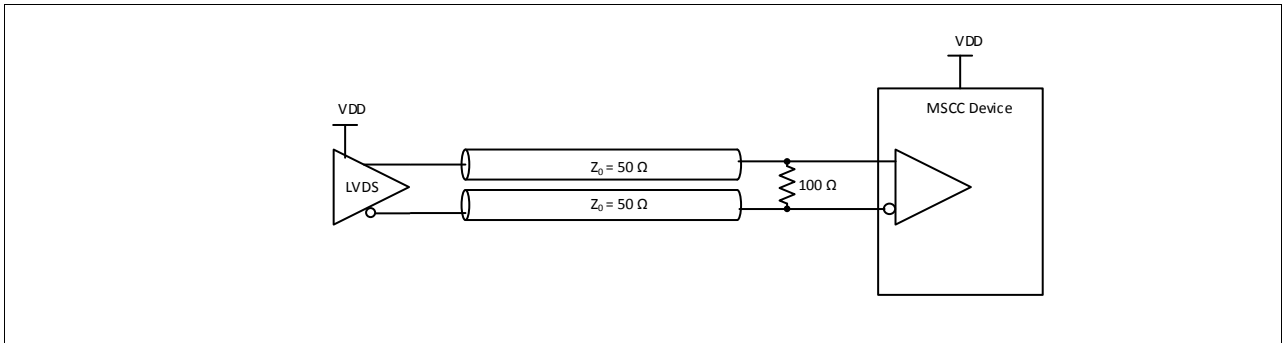 VDD
MSCC Device
VDD
LVDS
Z₀ = 50 Ω
Z₀ = 50 Ω
100 Ω